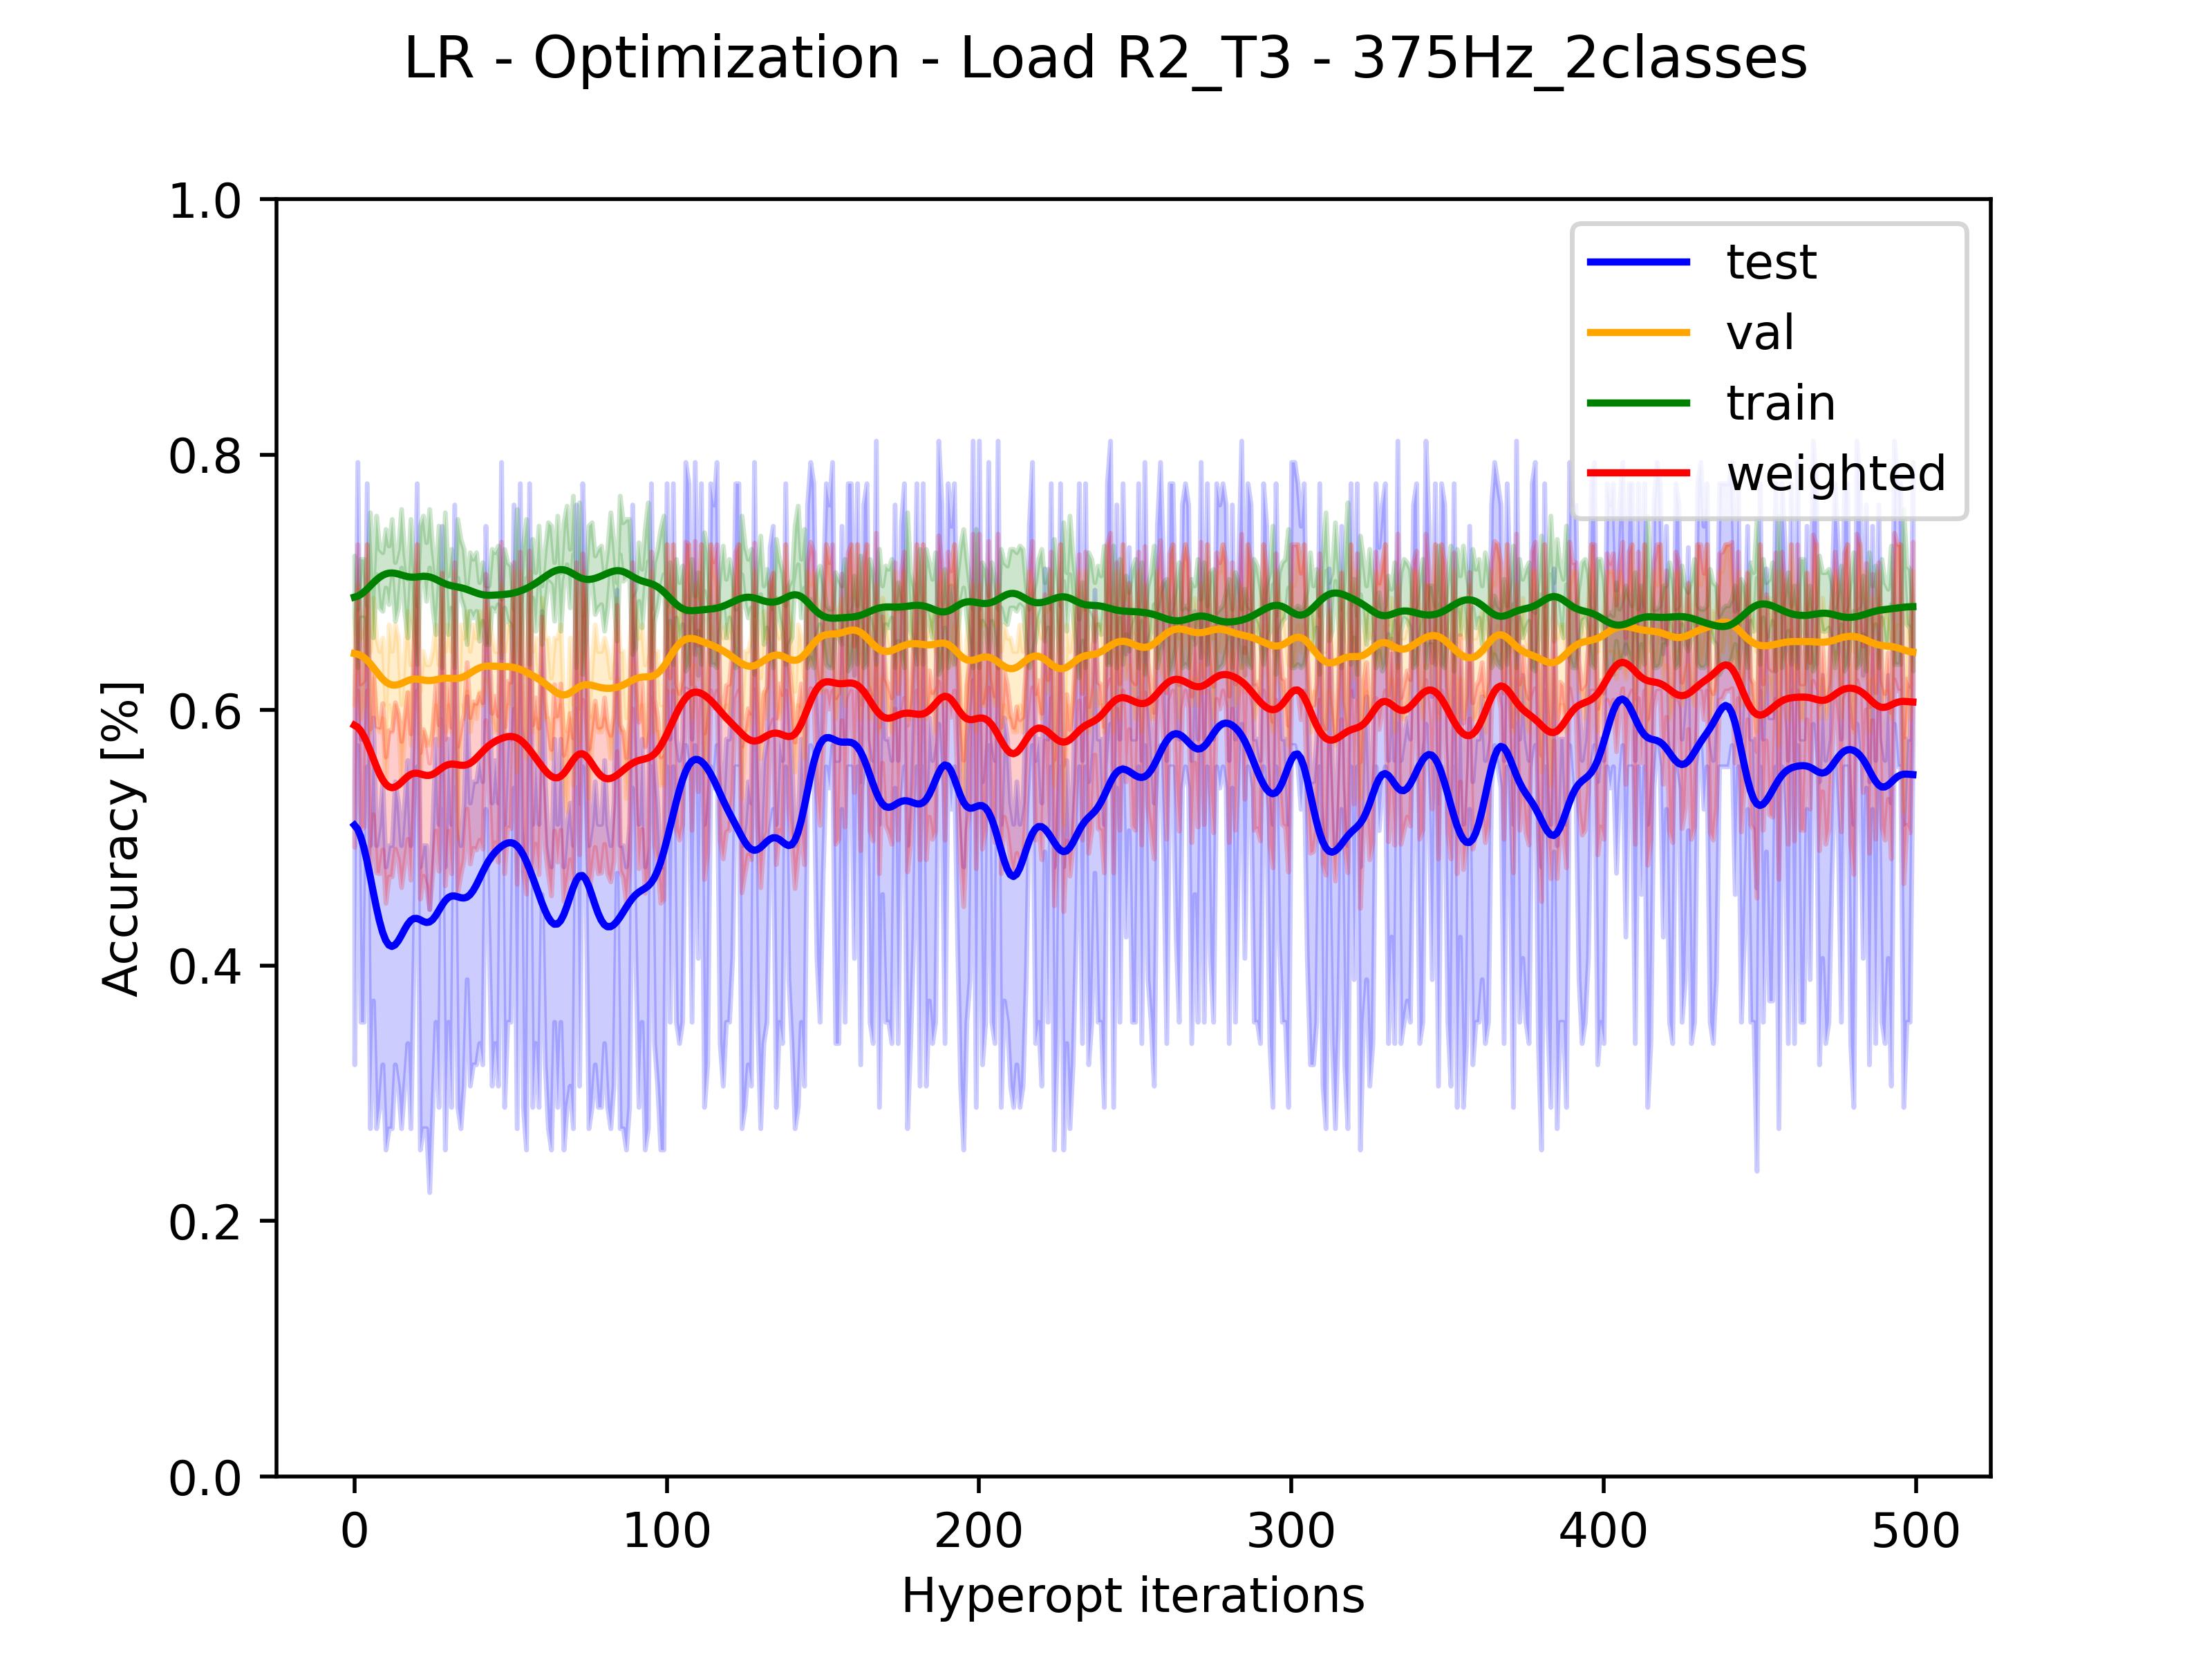 LR - Optimization - Load R2_T3 - 375Hz_2classes
1.0
0.8
0.6
0.4
0.2
0.0
Accuracy [%]
test
val
train
weighted
0 100 200 300 400 500
Hyperopt iterations